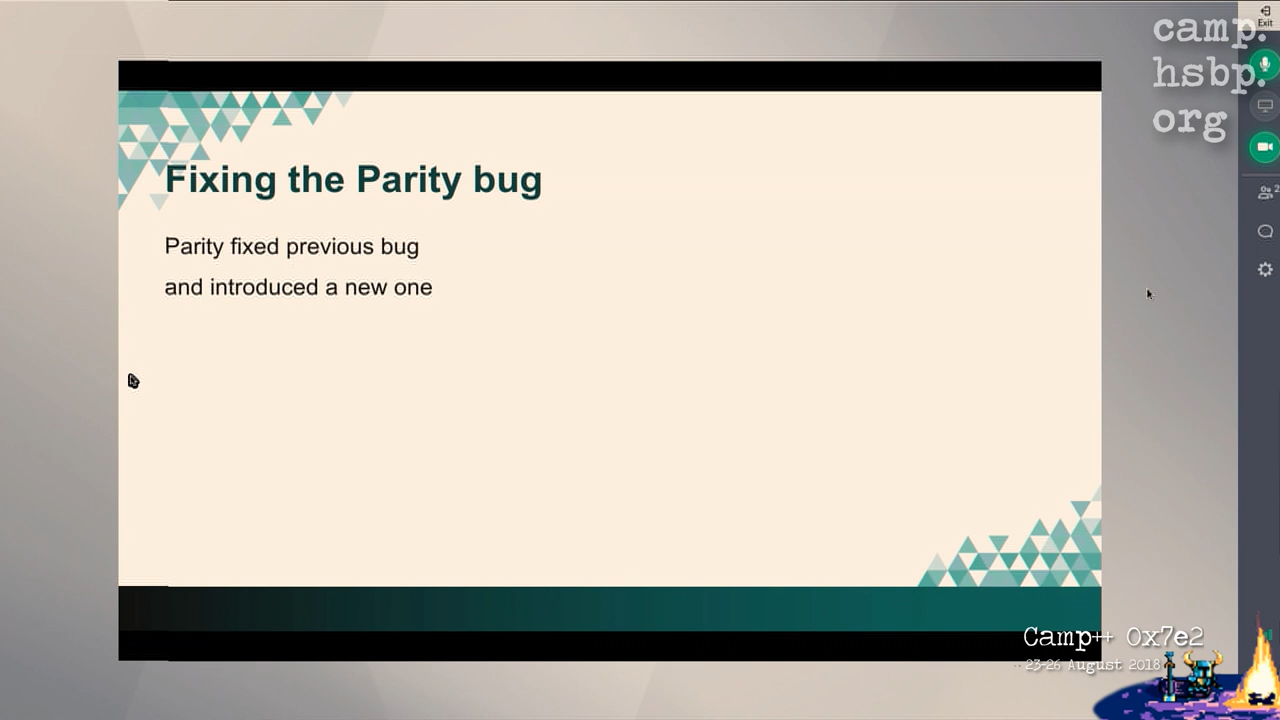 Exit
camp.
hsbp.
org
Fixing the Parity bug
Parity fixed previous bug
and introduced a new one
2
Camp++ 0x7e2
23-26 August 2018